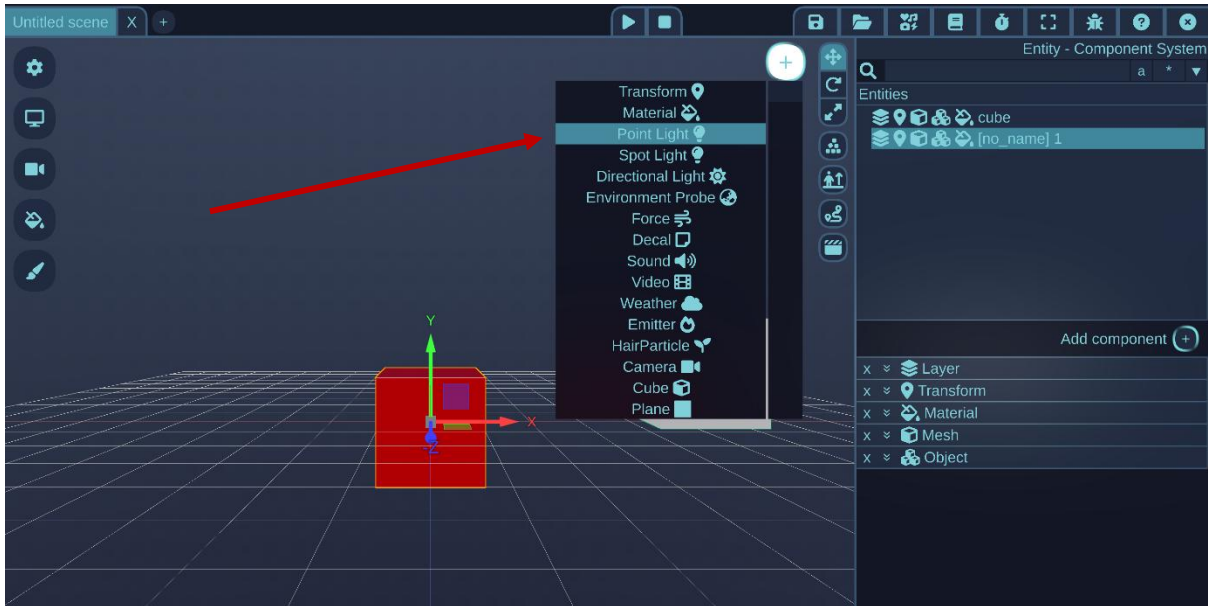 Untitled scene X +
Entity - Component System
a * ▼
Entities
cube
[no_name] 1
Transform
Material
Point Light
Spot Light
Directional Light
Environment Probe
Force
Decal
Sound
Video
Weather
Emitter
HairParticle
Camera
Cube
Plane
Add component
x Layer
x Transform
x Material
x Mesh
x Object
Y
X
-Z